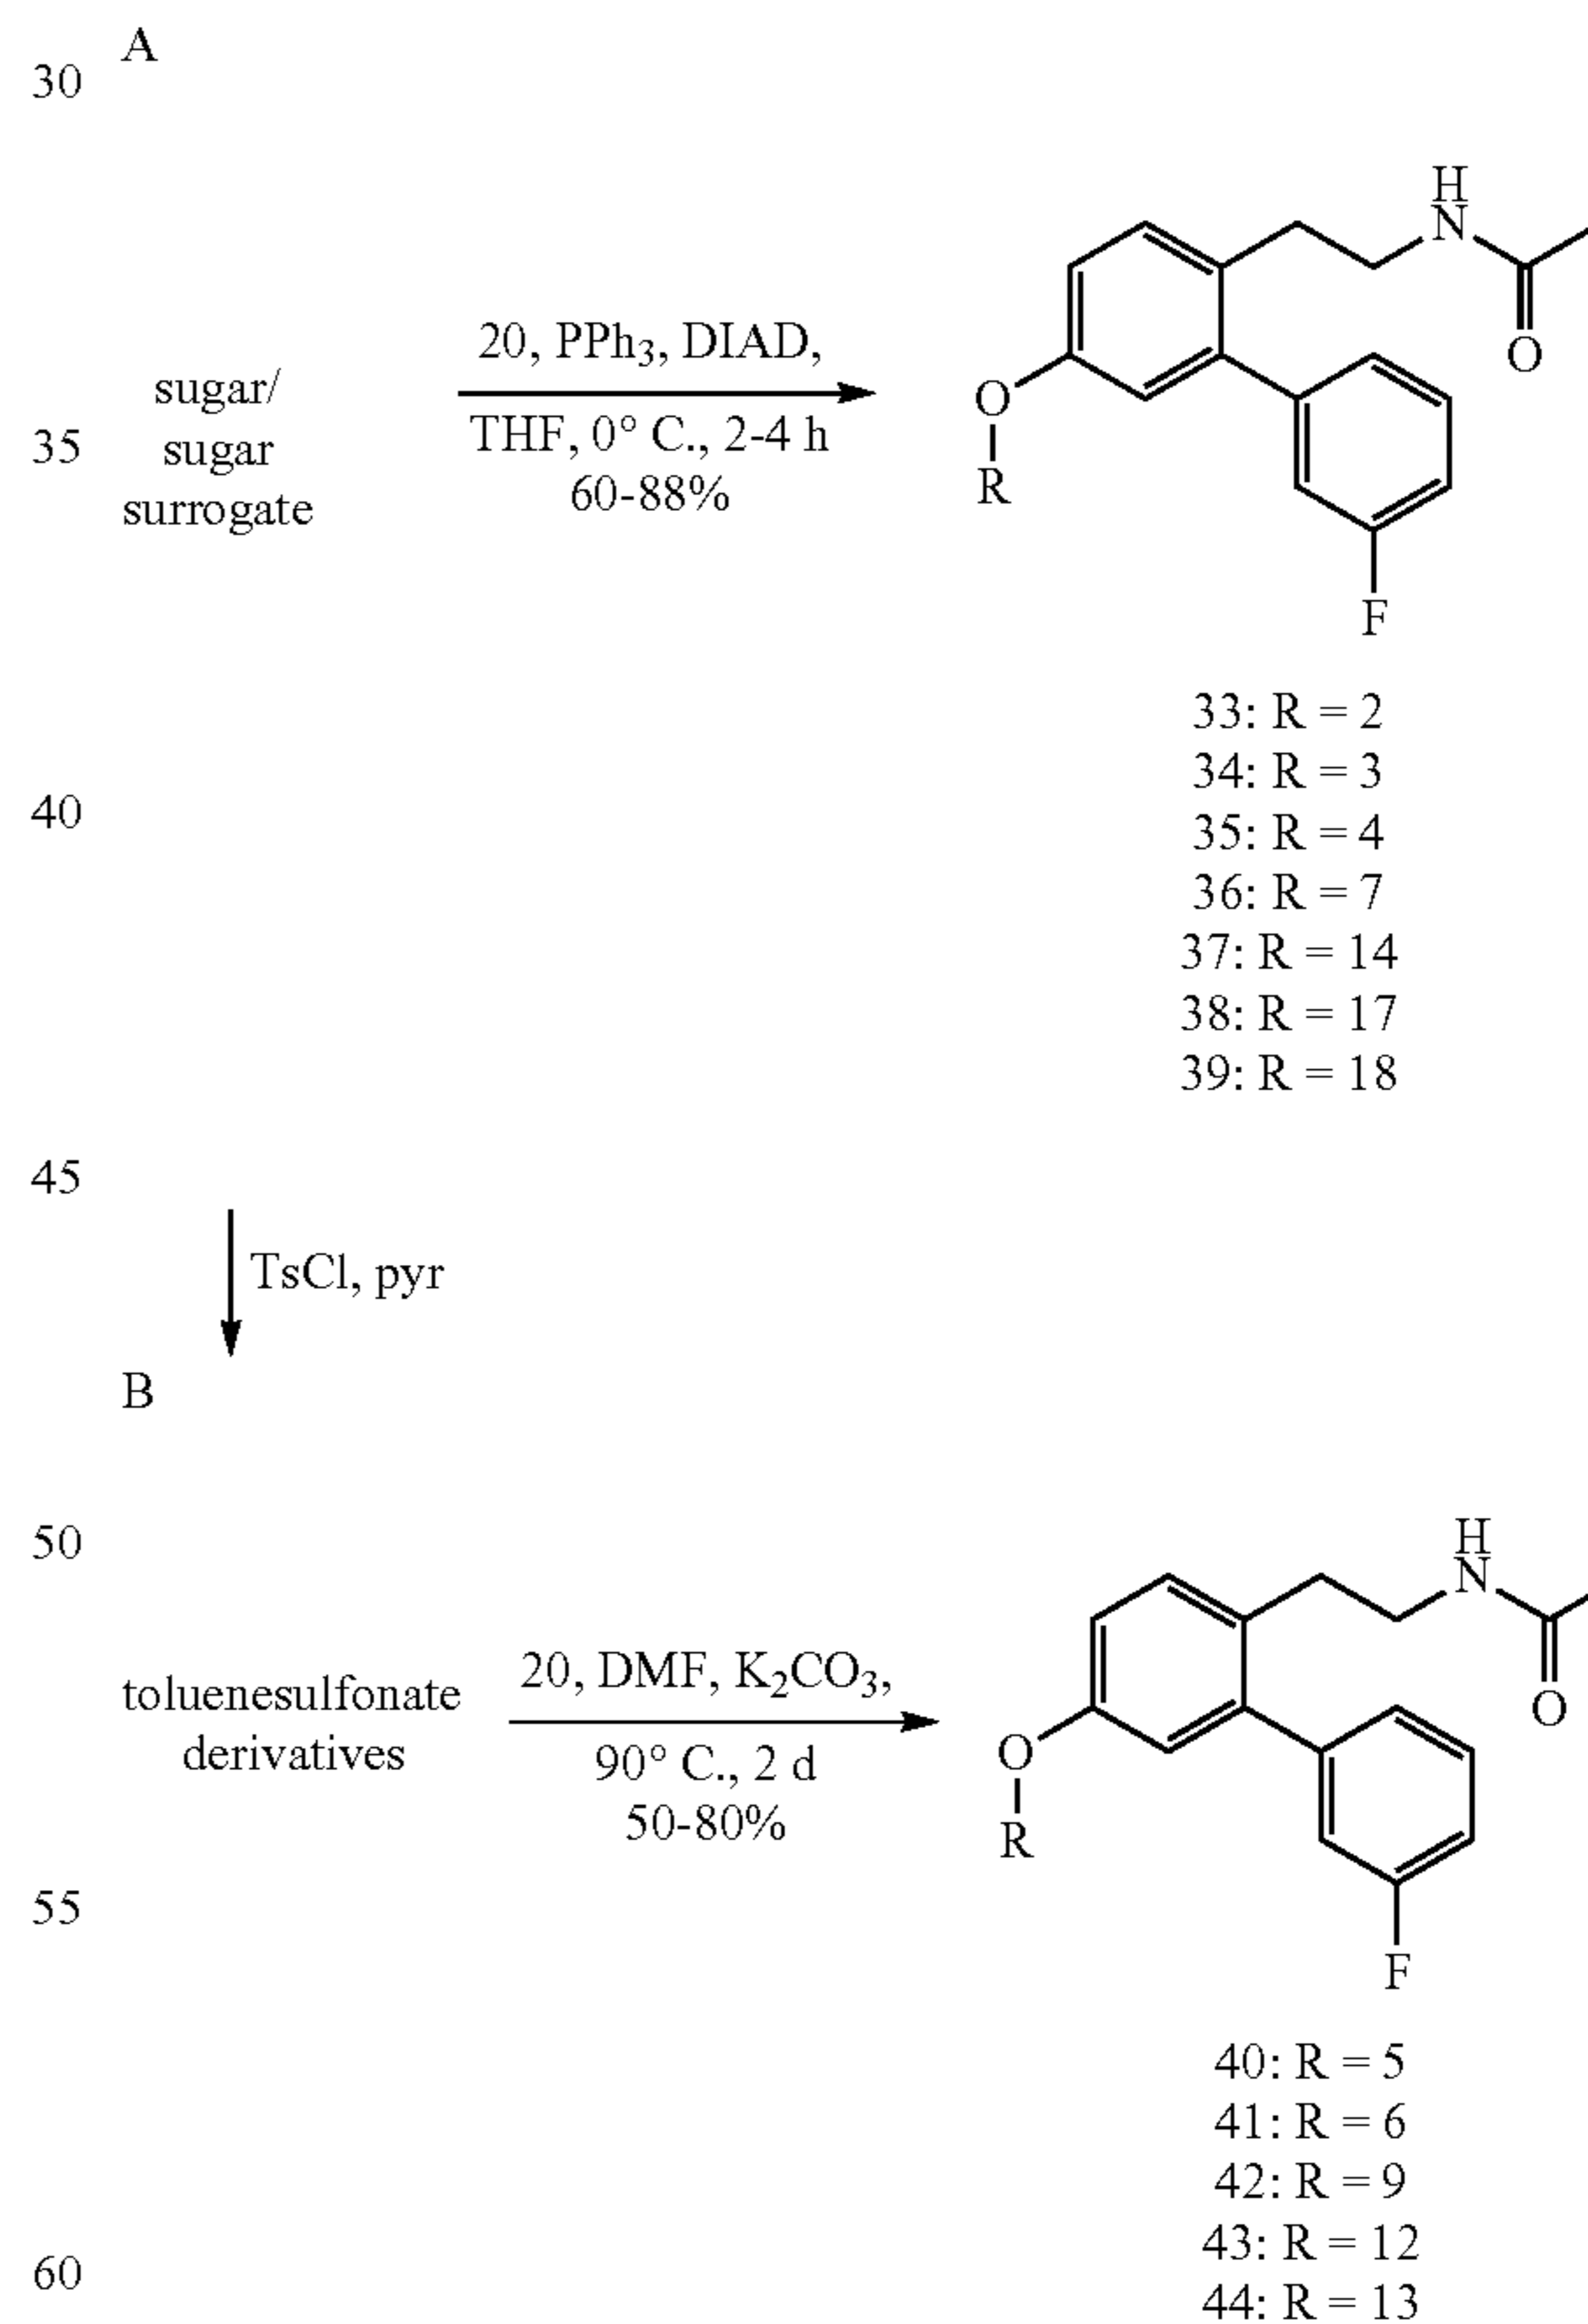 A
30
H
N
O
20, PPh3, DIAD,
THF, 0° C., 2-4 h
60-88%
sugar/
sugar
surrogate
35
O
R
F
33: R = 2
34: R = 3
35: R = 4
36: R = 7
37: R = 14
38: R = 17
39: R = 18
40
45
TsCl, pyr
B
50
H
N
O
toluenesulfonate
derivatives
20, DMF, K2CO3,
90° C., 2 d
50-80%
O
R
55
F
40: R = 5
41: R = 6
42: R = 9
43: R = 12
44: R = 13
60